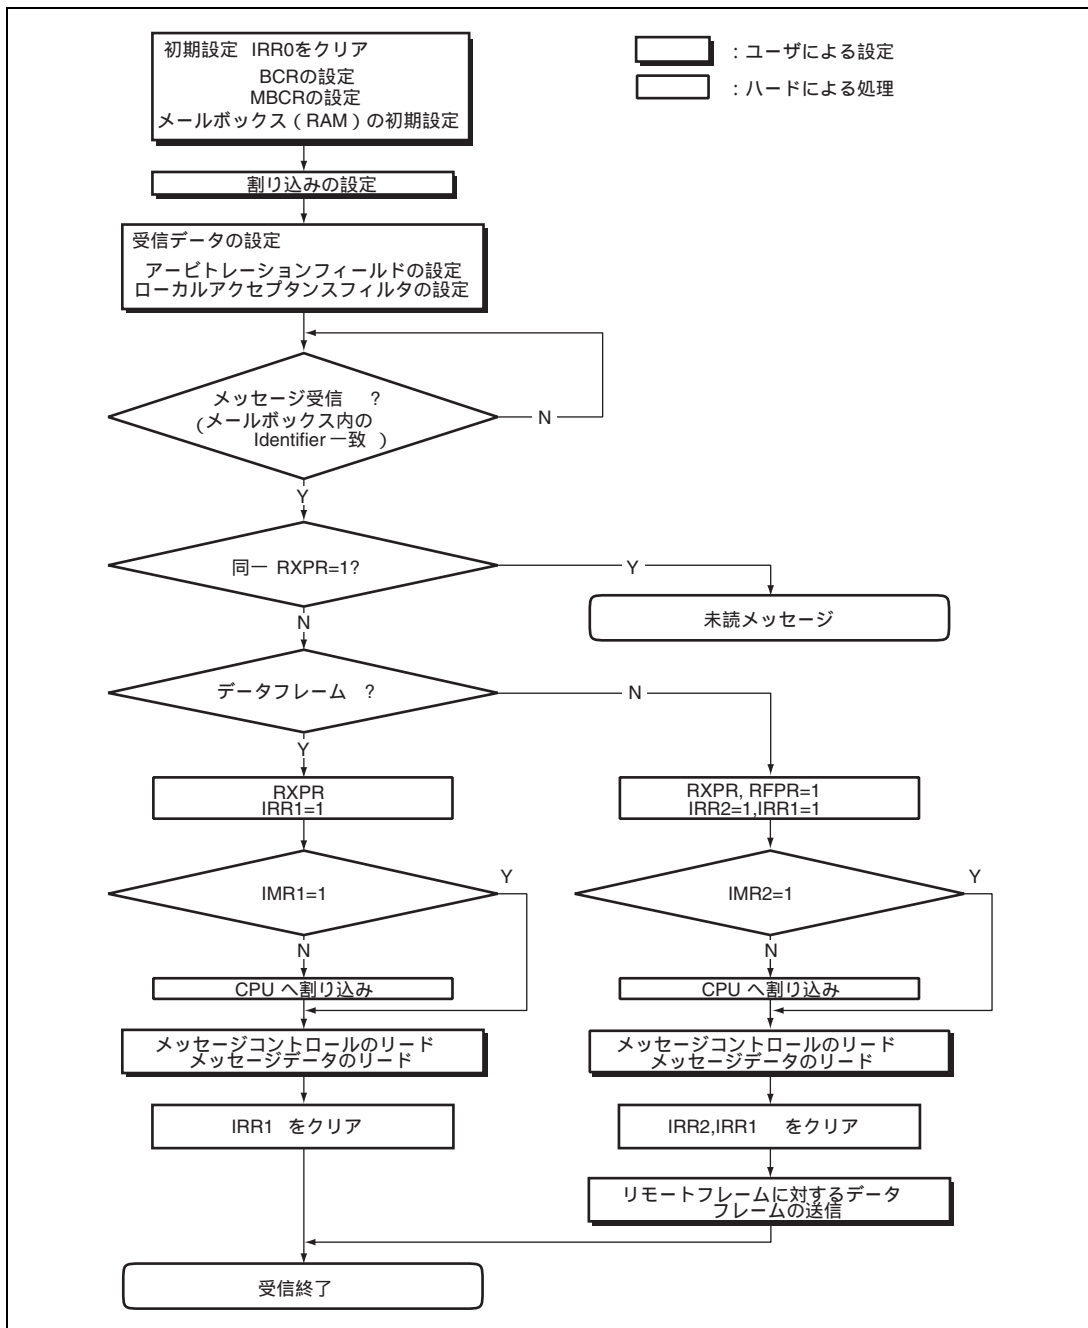 初期設定 IRR0をクリア
BCRの設定
MBCRの設定
メールボックス（RAM）の初期設定
：ユーザによる設定
：ハードによる処理
割り込みの設定
受信データの設定
アービトレーションフィールドの設定
ローカルアクセプタンスフィルタの設定
メッセージ受信 ?
(メールボックス内の
Identifier 一致 )
N
Y
同一 RXPR=1?
Y
未読メッセージ
N
データフレーム ?
N
Y
RXPR
IRR1=1
RXPR, RFPR=1
IRR2=1,IRR1=1
IMR1=1
Y
IMR2=1
Y
N
N
CPU へ割り込み
CPU へ割り込み
メッセージコントロールのリード
メッセージデータのリード
メッセージコントロールのリード
メッセージデータのリード
IRR1 をクリア
IRR2,IRR1 をクリア
リモートフレームに対するデータ
フレームの送信
受信終了